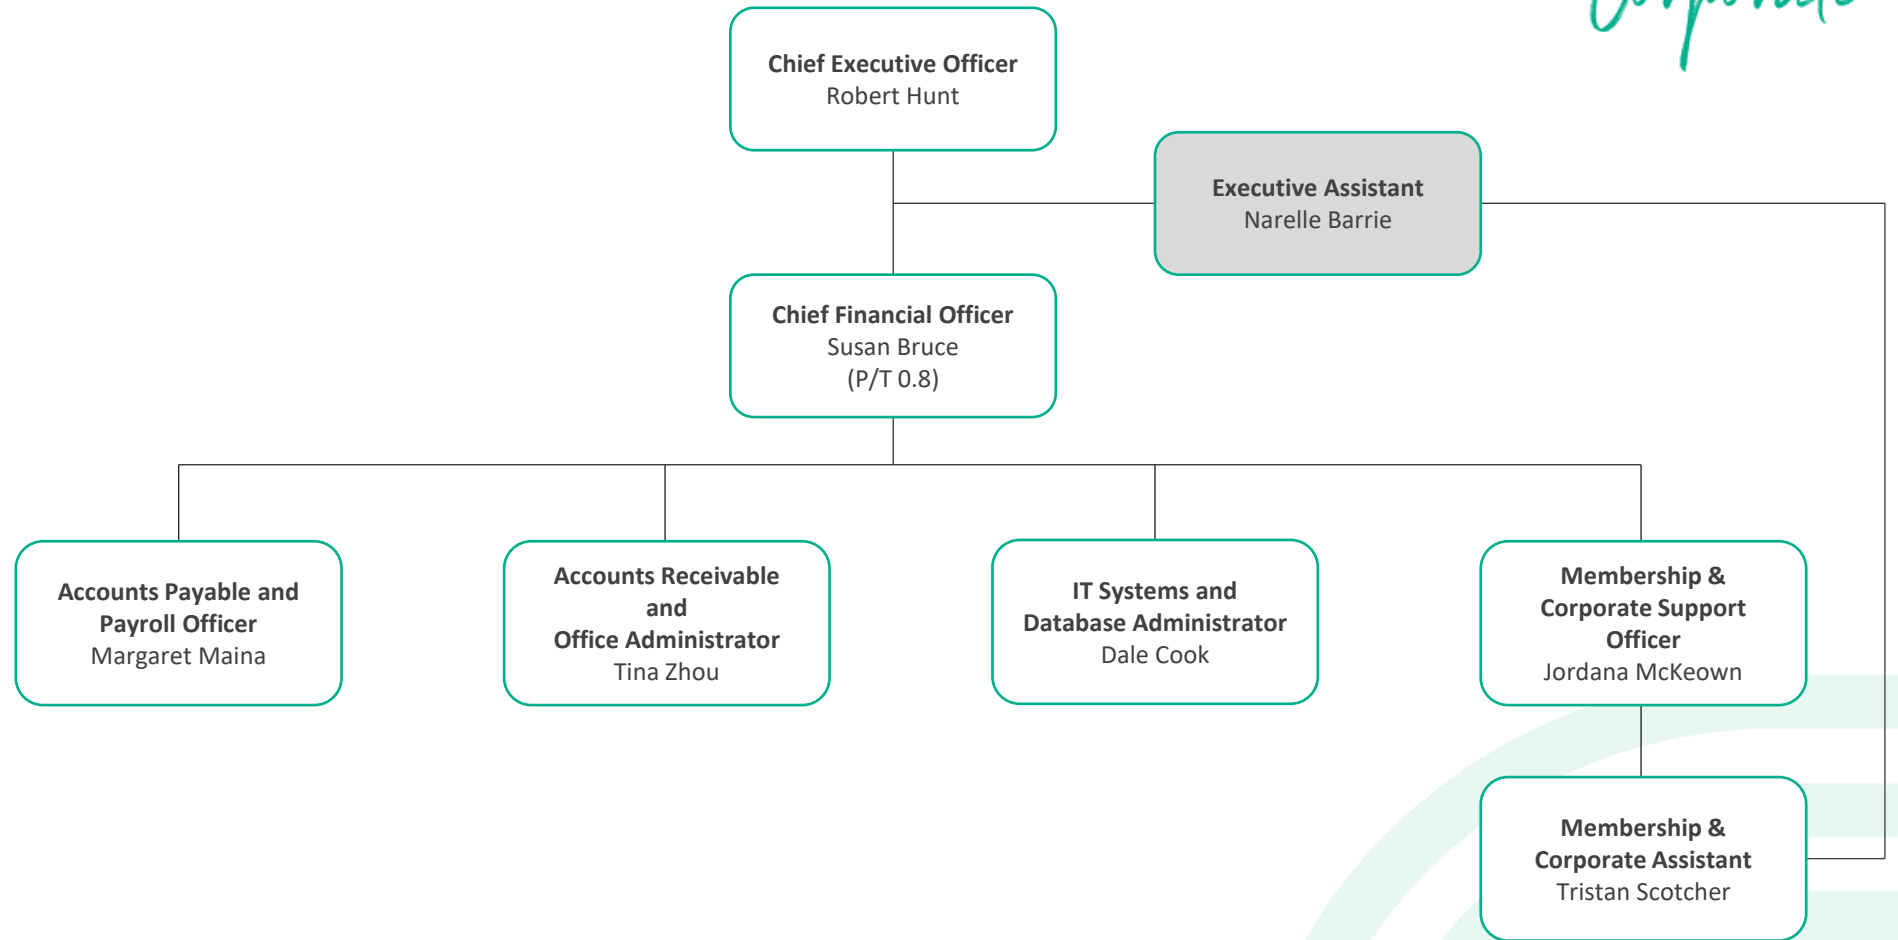 Corporate
Chief Executive Officer
Robert Hunt
Executive Assistant
Narelle Barrie
Chief Financial Officer
Susan Bruce
(P/T 0.8)
Accounts Payable and
Payroll Officer
Margaret Maina
Accounts Receivable
and
Office Administrator
Tina Zhou
IT Systems and
Database Administrator
Dale Cook
Membership &
Corporate Support
Officer
Jordana McKeown
Membership &
Corporate Assistant
Tristan Scotcher